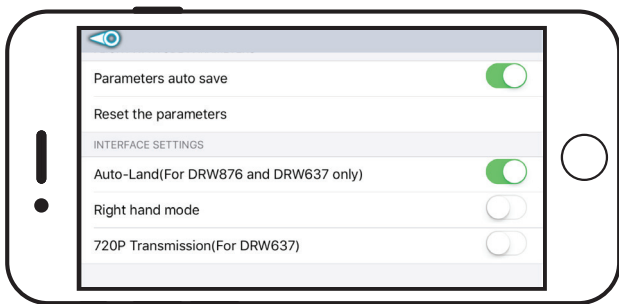 Parameters auto save
Reset the parameters
INTERFACE SETTINGS
Auto-Land(For DRW876 and DRW637 only)
Right hand mode
720P Transmission(For DRW637)